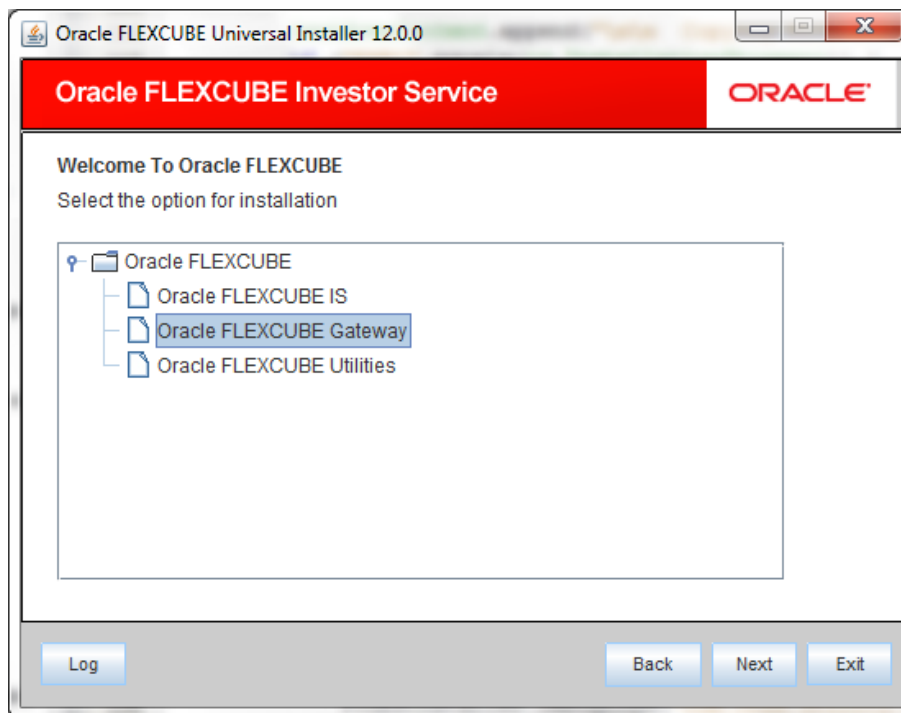 Oracle FLEXCUBE Universal Installer 12.0.0
Oracle FLEXCUBE Investor Service
ORACLE
Welcome To Oracle FLEXCUBE
Select the option for installation
Oracle FLEXCUBE
Oracle FLEXCUBE IS
Oracle FLEXCUBE Gateway
Oracle FLEXCUBE Utilities
Log
Back
Next
Exit